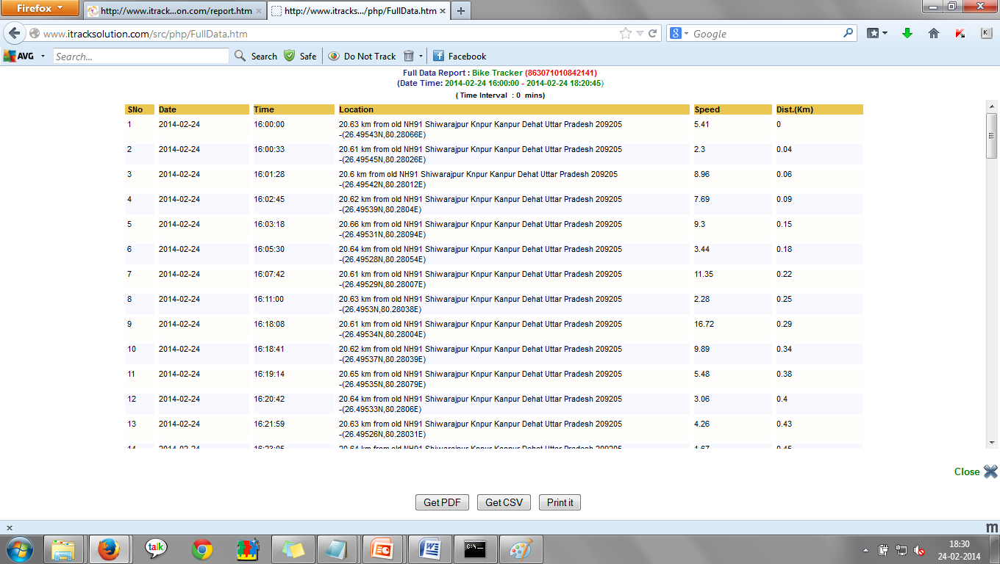 Firefox
http://www.itrack...on.com/report.htm
http://www.itracks.../php/FullData.htm
www.itracksolution.com/src/php/FullData.htm
Google
AVG Search... Search Safe Do Not Track Facebook
Full Data Report : Bike Tracker (863071010842141)
(Date Time: 2014-02-24 16:00:00 - 2014-02-24 18:20:45)
( Time Interval : 0 mins)
SNo Date Time Location Speed Dist.(Km)
1 2014-02-24 16:00:00 20.63 km from old NH91 Shiwarajpur Knpur Kanpur Dehat Uttar Pradesh 209205 5.41 0
-(26.49543N,80.28066E)
2 2014-02-24 16:00:33 20.61 km from old NH91 Shiwarajpur Knpur Kanpur Dehat Uttar Pradesh 209205 2.3 0.04
-(26.49545N,80.28026E)
3 2014-02-24 16:01:28 20.6 km from old NH91 Shiwarajpur Knpur Kanpur Dehat Uttar Pradesh 209205 8.96 0.06
-(26.49542N,80.28012E)
4 2014-02-24 16:02:45 20.62 km from old NH91 Shiwarajpur Knpur Kanpur Dehat Uttar Pradesh 209205 7.69 0.09
-(26.49539N,80.2804E)
5 2014-02-24 16:03:18 20.66 km from old NH91 Shiwarajpur Knpur Kanpur Dehat Uttar Pradesh 209205 9.3 0.15
-(26.49531N,80.28094E)
6 2014-02-24 16:05:30 20.64 km from old NH91 Shiwarajpur Knpur Kanpur Dehat Uttar Pradesh 209205 3.44 0.18
-(26.49528N,80.28054E)
7 2014-02-24 16:07:42 20.61 km from old NH91 Shiwarajpur Knpur Kanpur Dehat Uttar Pradesh 209205 11.35 0.22
-(26.49529N,80.28007E)
8 2014-02-24 16:11:00 20.63 km from old NH91 Shiwarajpur Knpur Kanpur Dehat Uttar Pradesh 209205 2.28 0.25
-(26.4953N,80.28038E)
9 2014-02-24 16:18:08 20.61 km from old NH91 Shiwarajpur Knpur Kanpur Dehat Uttar Pradesh 209205 16.72 0.29
-(26.49534N,80.28004E)
10 2014-02-24 16:18:41 20.62 km from old NH91 Shiwarajpur Knpur Kanpur Dehat Uttar Pradesh 209205 9.89 0.34
-(26.49537N,80.28039E)
11 2014-02-24 16:19:14 20.65 km from old NH91 Shiwarajpur Knpur Kanpur Dehat Uttar Pradesh 209205 5.48 0.38
-(26.49535N,80.28079E)
12 2014-02-24 16:20:42 20.64 km from old NH91 Shiwarajpur Knpur Kanpur Dehat Uttar Pradesh 209205 3.06 0.4
-(26.49533N,80.2806E)
13 2014-02-24 16:21:59 20.63 km from old NH91 Shiwarajpur Knpur Kanpur Dehat Uttar Pradesh 209205 4.26 0.43
-(26.49526N,80.28031E)
Close
Get PDF Get CSV Print it
talk
18:30
24-02-2014